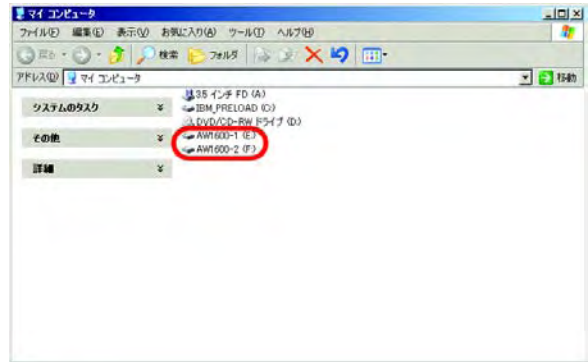 マイ コンピュータ
ファイル(F) 編集(E) 表示(V) お気に入り(A) ツール(T) ヘルプ(H)
戻る 検索 フォルダ
アドレス(D) マイ コンピュータ 移動
システムのタスク
その他
詳細
3.5 インチ FD (A)
IBM_PRELOAD (C)
DVD/CD-RW ドライブ (D)
AW1600-1 (E)
AW1600-2 (F)